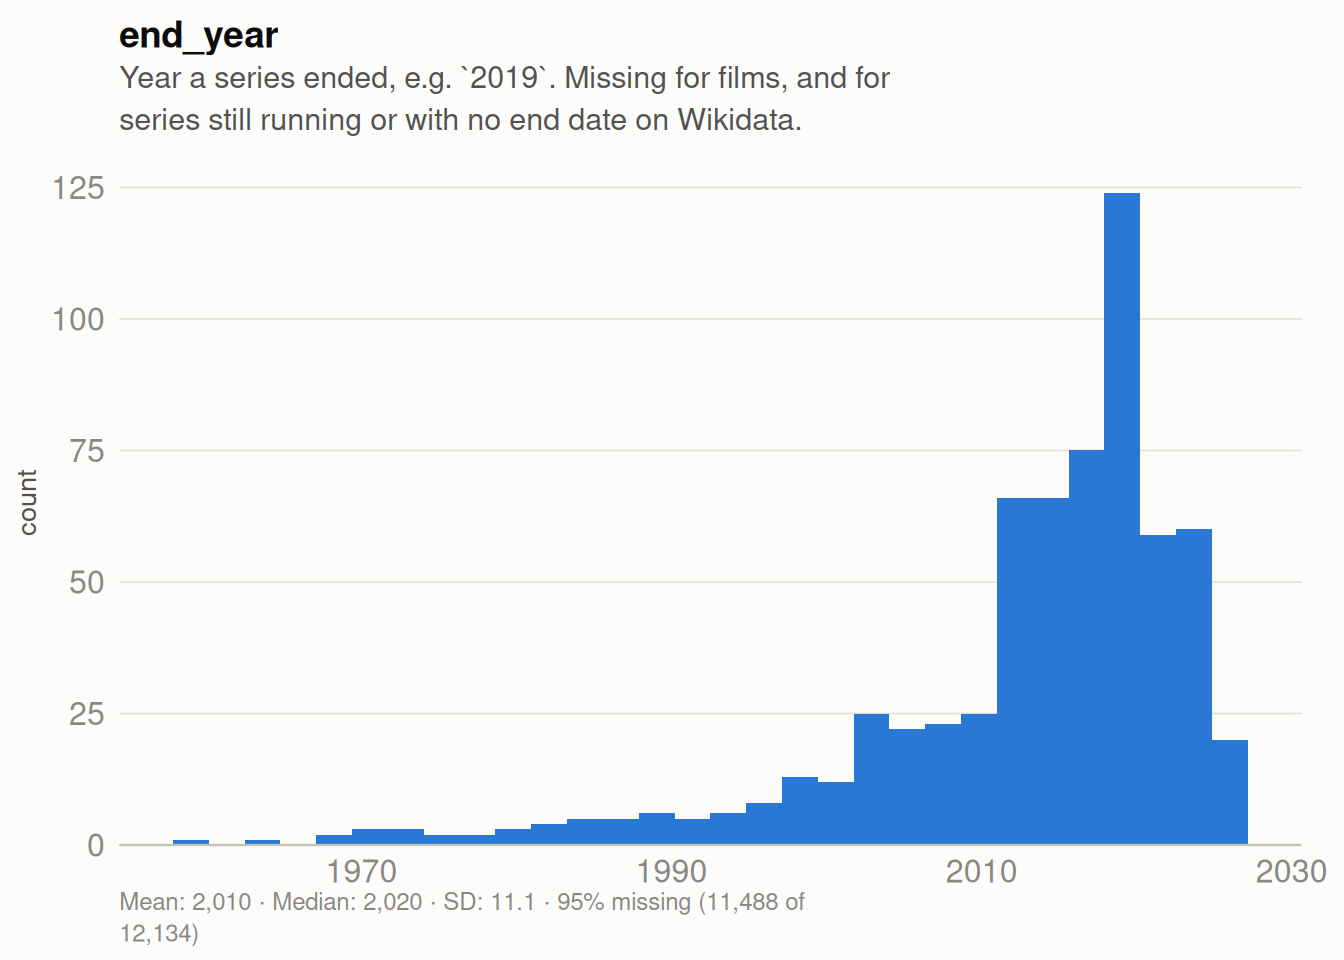 end_year
Year a series ended, e.g. `2019`. Missing for films, and for
series still running or with no end date on Wikidata.
125
100
75
50
25
0
count
1970 1990 2010 2030
Mean: 2,010 · Median: 2,020 · SD: 11.1 · 95% missing (11,488 of
12,134)